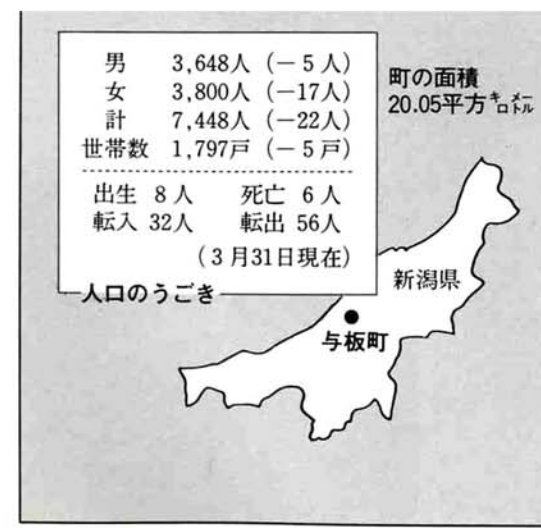 男 3,648人（－5人）
女 3,800人（－17人）
計 7,448人（－22人）
世帯数 1,797戸（－5戸）
出生 8人 死亡 6人
転入 32人 転出 56人
（3月31日現在）
人口のうごき
町の面積
20.05平方キロメートル
新潟県
与板町